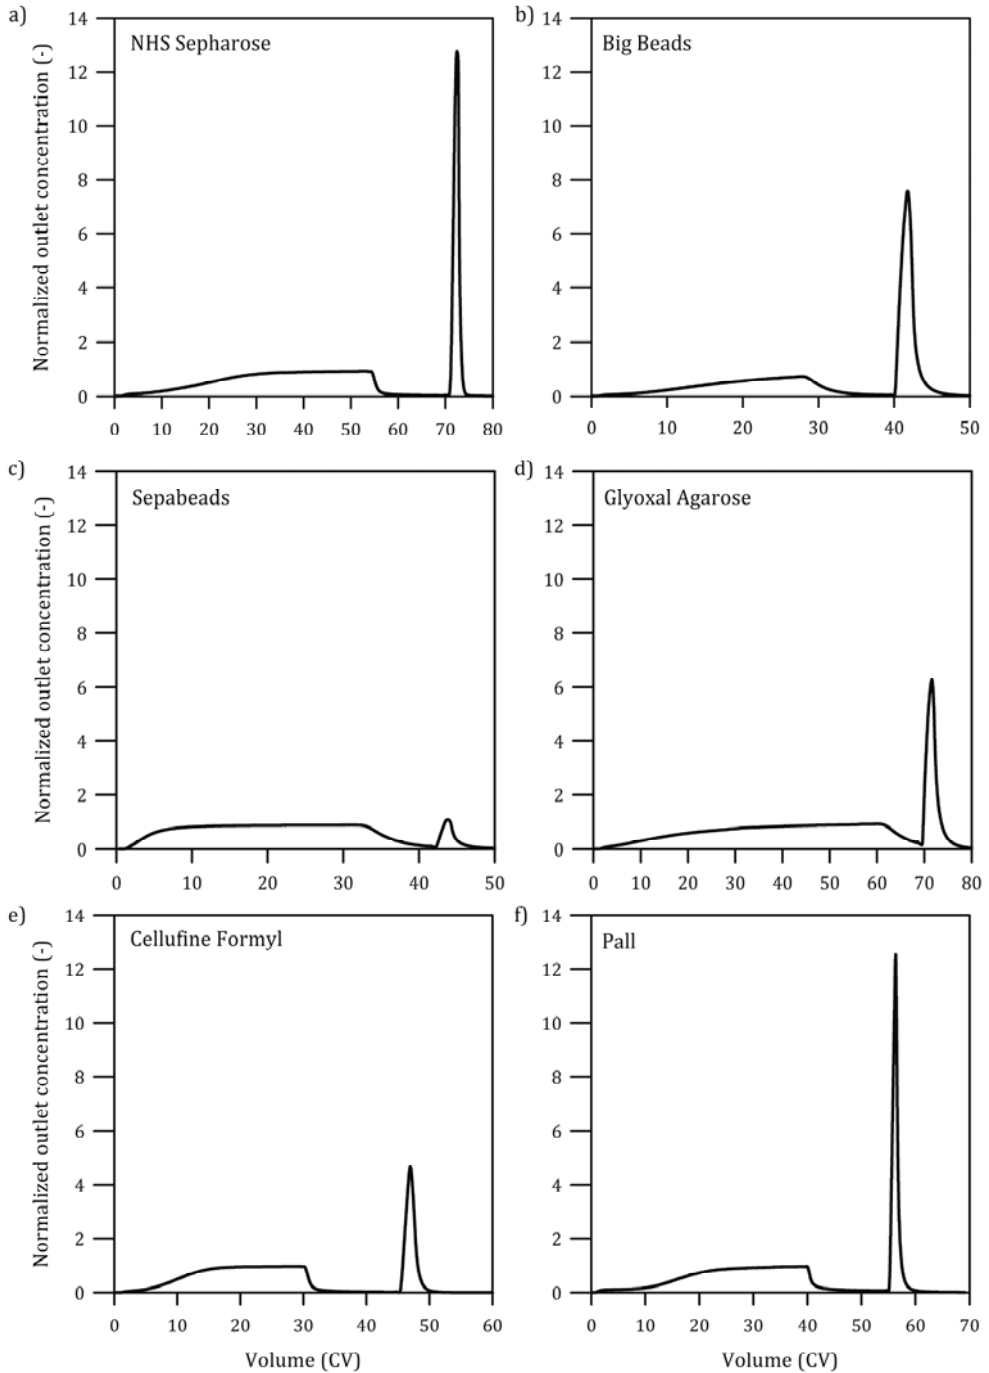 a)
NHS Sepharose
Normalized outlet concentration (-)
14
12
10
8
6
4
2
0
0 10 20 30 40 50 60 70 80
b)
Big Beads
14
12
10
8
6
4
2
0
0 10 20 30 40 50
c)
Sepabeads
Normalized outlet concentration (-)
14
12
10
8
6
4
2
0
0 10 20 30 40 50
d)
Glyoxal Agarose
14
12
10
8
6
4
2
0
0 10 20 30 40 50 60 70 80
e)
Cellufine Formyl
Normalized outlet concentration (-)
14
12
10
8
6
4
2
0
0 10 20 30 40 50 60
Volume (CV)
f)
Pall
14
12
10
8
6
4
2
0
0 10 20 30 40 50 60 70
Volume (CV)